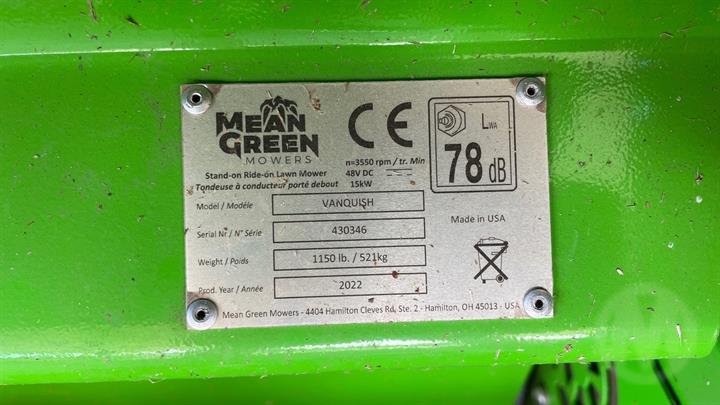 MEAN
GREEN
MOWERS
Stand-on Ride-on Lawn Mower
Tondeuse à conducteur porté debout
CE
n=3550 rpm / tr. Min
48V DC
15kW
LWA
78 dB
Model / Modéle VANQUISH
Serial Nr / N° Série 430346
Made in USA
Weight / Poids 1150 lb. / 521kg
Prod. Year / Année 2022
Mean Green Mowers - 4404 Hamilton Cleves Rd, Ste. 2 - Hamilton, OH 45013 - USA